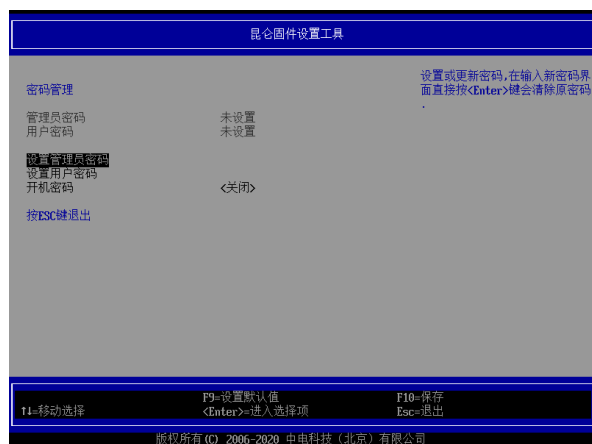 昆仑固件设置工具
密码管理
设置或更新密码,在输入新密码界
面直接按<Enter>键会清除原密码
.
管理员密码 未设置
用户密码 未设置
设置管理员密码
设置用户密码
开机密码 <关闭>
按ESC键退出
F9=设置默认值 F10=保存
↑↓=移动选择 <Enter>=进入选择项 Esc=退出
版权所有(C) 2006-2020 中电科技（北京）有限公司